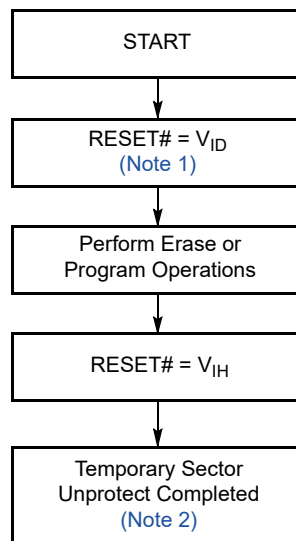 START
RESET# = VID
(Note 1)
Perform Erase or
Program Operations
RESET# = VIH
Temporary Sector
Unprotect Completed
(Note 2)